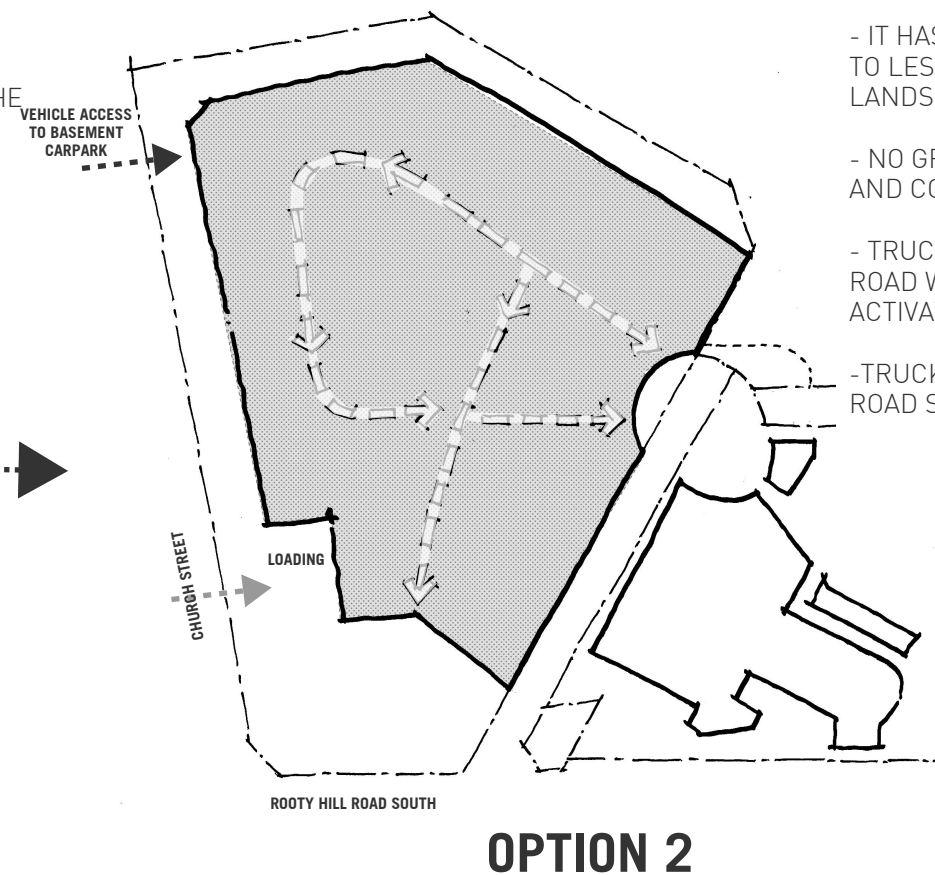 HE
VEHICLE ACCESS
TO BASEMENT
CARPARK
- IT HAS
TO LES
LANDS
- NO GR
AND CO
- TRUC
ROAD W
ACTIVA
-TRUCK
ROAD S
LOADING
CHURCH STREET
ROOTY HILL ROAD SOUTH
OPTION 2